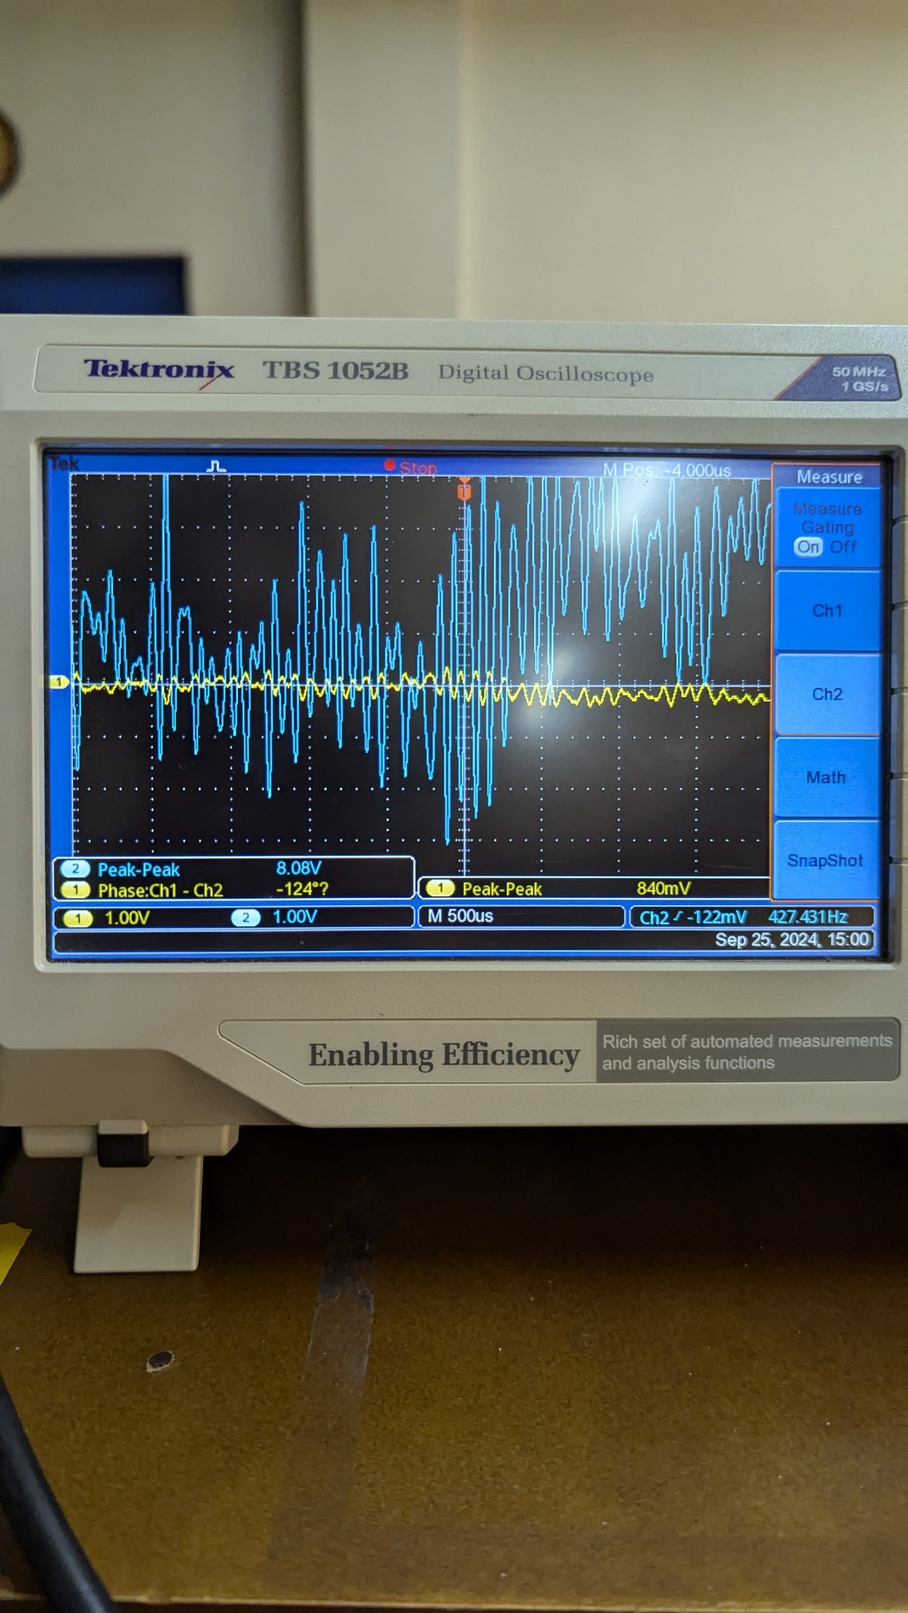 Tektronix TBS 1052B Digital Oscilloscope
50 MHz
1 GS/s
Tek
Stop
M Pos: -4.000us
T
1
Measure
Measure
Gating
On Off
Ch1
Ch2
Math
SnapShot
2 Peak-Peak 8.08V
1 Phase:Ch1 - Ch2 -124°?
1 Peak-Peak 840mV
1 1.00V 2 1.00V
M 500us
Ch2 -122mV 427.431Hz
Sep 25, 2024, 15:00
Enabling Efficiency
Rich set of automated measurements
and analysis functions